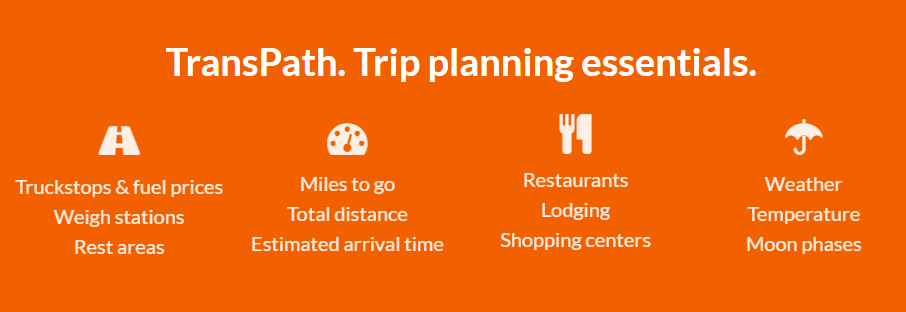 TransPath. Trip planning essentials.
Truckstops & fuel prices
Weigh stations
Rest areas
Miles to go
Total distance
Estimated arrival time
Restaurants
Lodging
Shopping centers
Weather
Temperature
Moon phases